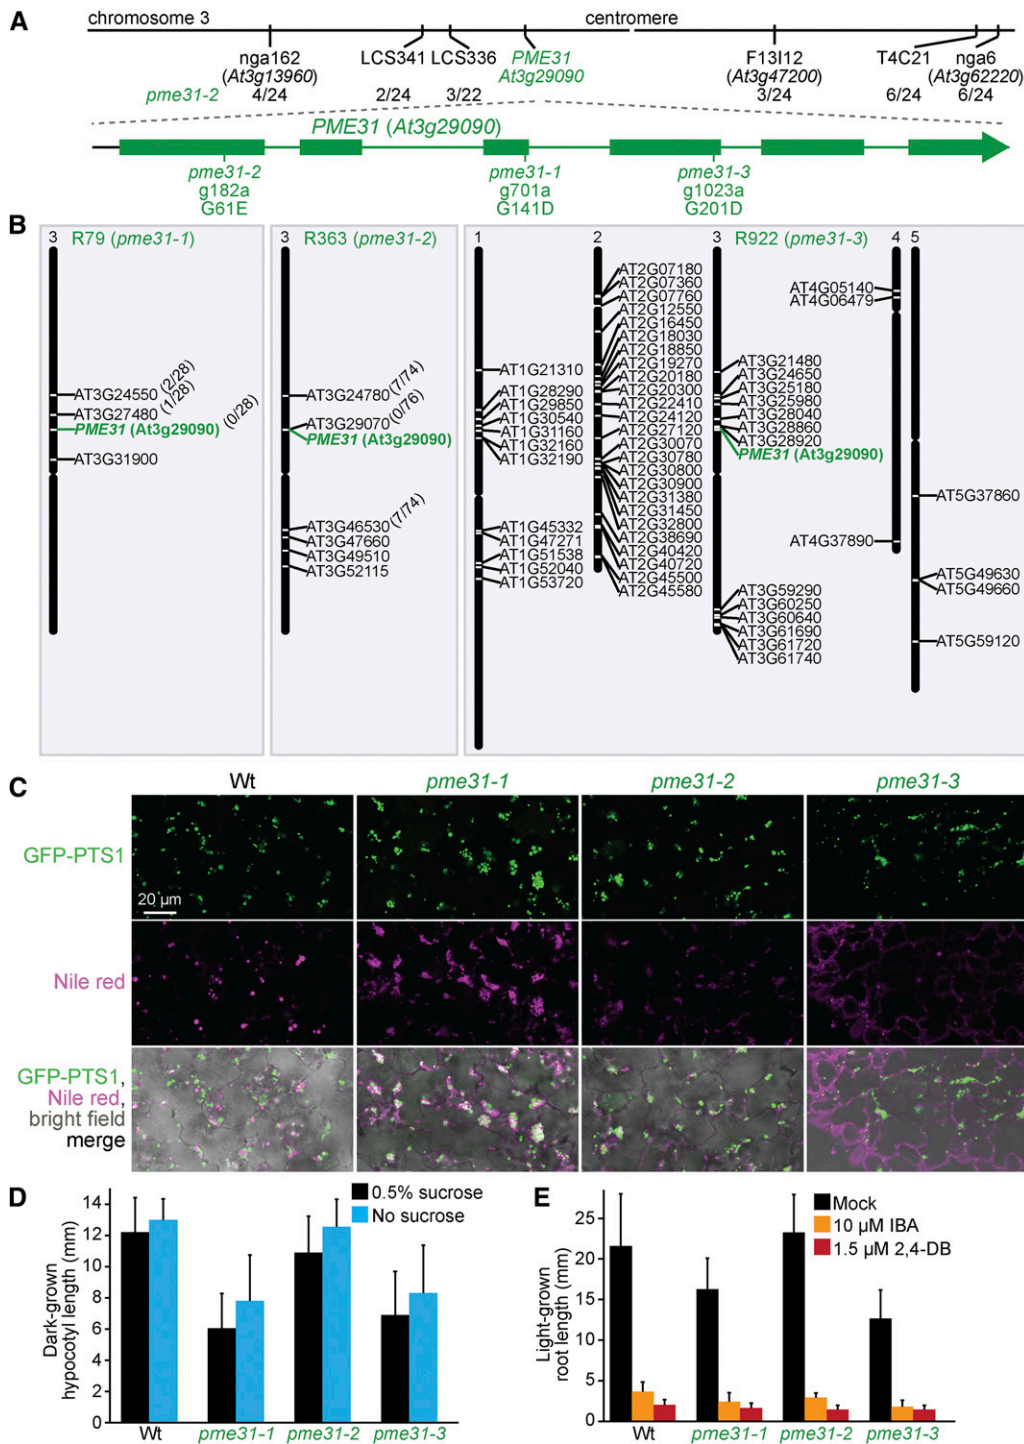 A
chromosome 3
centromere
nga162
(At3g13960)
LCS341
LCS336
PME31
At3g29090
F13I12
(At3g47200)
T4C21
nga6
(At3g62220)
pme31-2
4/24
2/24
3/22
3/24
6/24
6/24
PME31 (At3g29090)
pme31-2
g182a
G61E
pme31-1
g701a
G141D
pme31-3
g1023a
G201D
B
3
R79 (pme31-1)
AT3G24550 (2/28)
AT3G27480 (1/28)
PME31 (At3g29090) (0/28)
AT3G31900
3
R363 (pme31-2)
AT3G24780 (7/74)
AT3G29070 (0/76)
PME31 (At3g29090)
AT3G46530 (7/74)
AT3G47660
AT3G49510
AT3G52115
1
AT1G21310
AT1G28290
AT1G29850
AT1G30540
AT1G31160
AT1G32160
AT1G32190
AT1G45332
AT1G47271
AT1G51538
AT1G52040
AT1G53720
2
AT2G07180
AT2G07360
AT2G07760
AT2G12550
AT2G16450
AT2G18030
AT2G18850
AT2G19270
AT2G20180
AT2G20300
AT2G22410
AT2G24120
AT2G27120
AT2G30070
AT2G30780
AT2G30800
AT2G30900
AT2G31380
AT2G31450
AT2G32800
AT2G38690
AT2G40420
AT2G40720
AT2G45500
AT2G45580
3
R922 (pme31-3)
AT3G21480
AT3G24650
AT3G25180
AT3G25980
AT3G28040
AT3G28860
AT3G28920
PME31 (At3g29090)
AT3G59290
AT3G60250
AT3G60640
AT3G61690
AT3G61720
AT3G61740
4
AT4G05140
AT4G06479
AT4G37890
5
AT5G37860
AT5G49630
AT5G49660
AT5G59120
C
Wt
pme31-1
pme31-2
pme31-3
GFP-PTS1
20 µm
Nile red
GFP-PTS1,
Nile red,
bright field
merge
D
0.5% sucrose
No sucrose
Dark-grown
hypocotyl length (mm)
14
12
10
8
6
4
2
0
Wt
pme31-1
pme31-2
pme31-3
E
Mock
10 µM IBA
1.5 µM 2,4-DB
Light-grown
root length (mm)
25
20
15
10
5
0
Wt
pme31-1
pme31-2
pme31-3